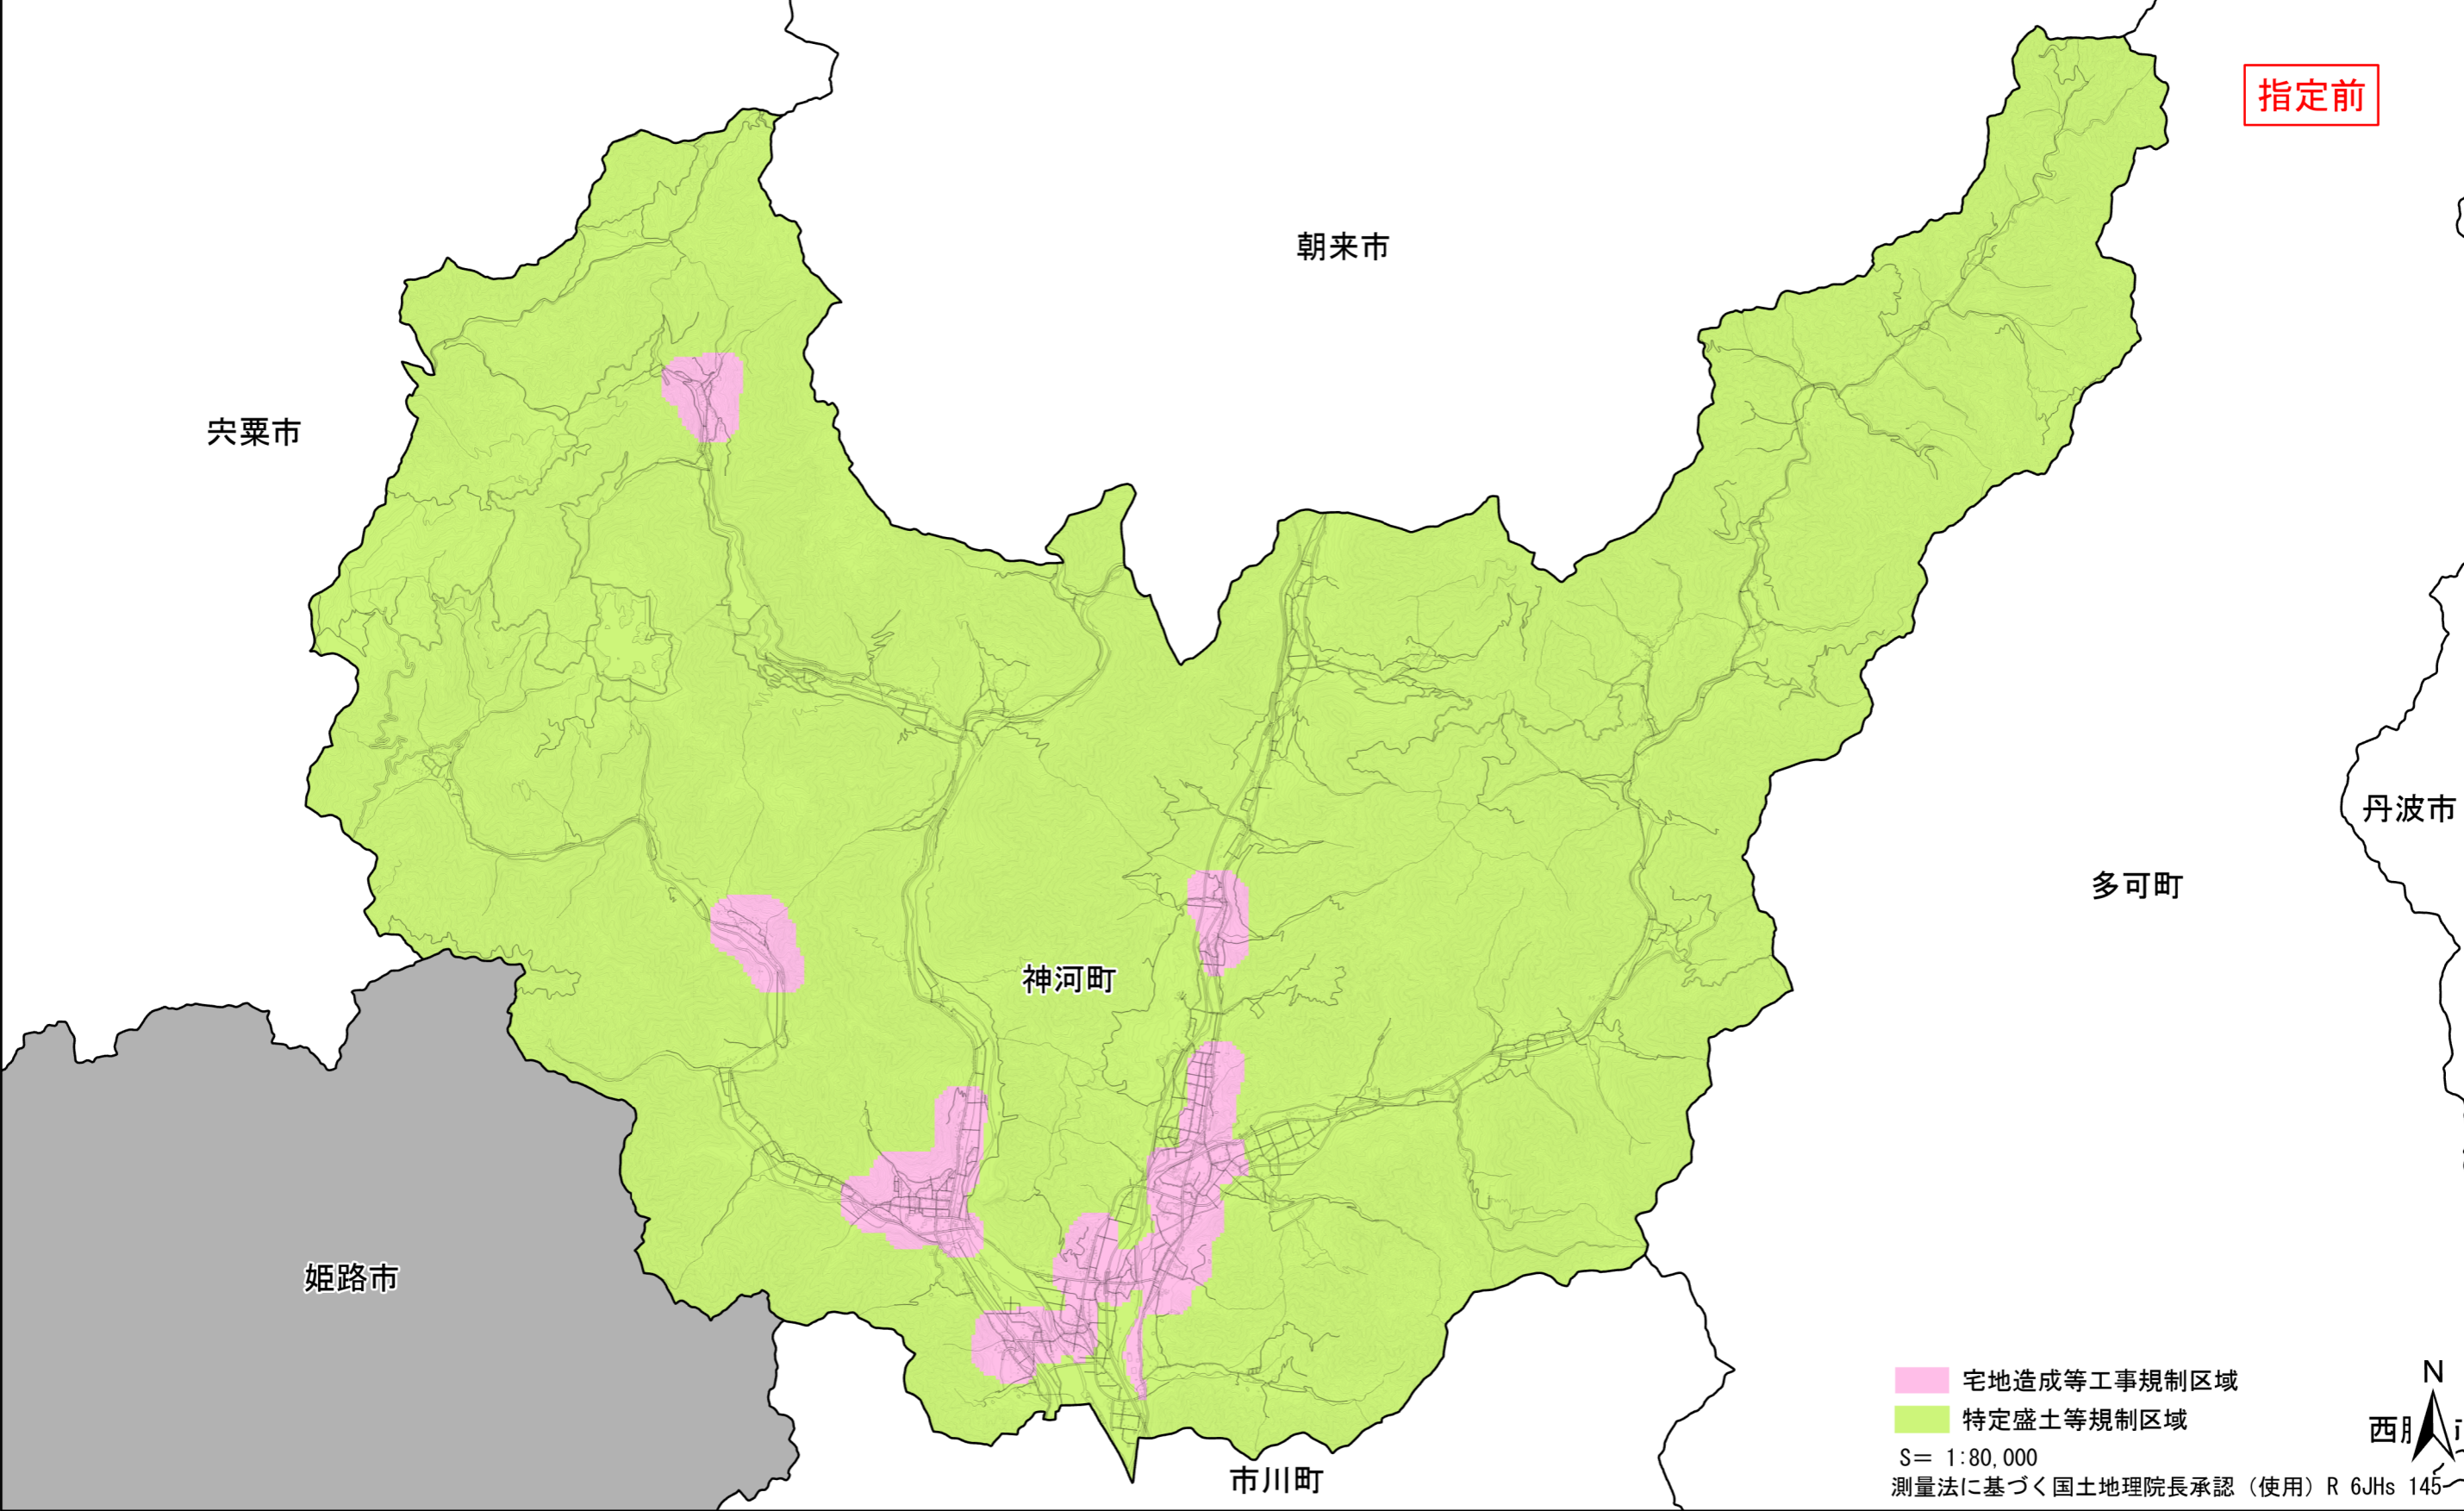 指定前
朝来市
宍粟市
丹波市
多可町
神河町
姫路市
宅地造成等工事規制区域
特定盛土等規制区域
N
S= 1:80,000
測量法に基づく国土地理院長承認（使用）R 6JHs 145-
市川町